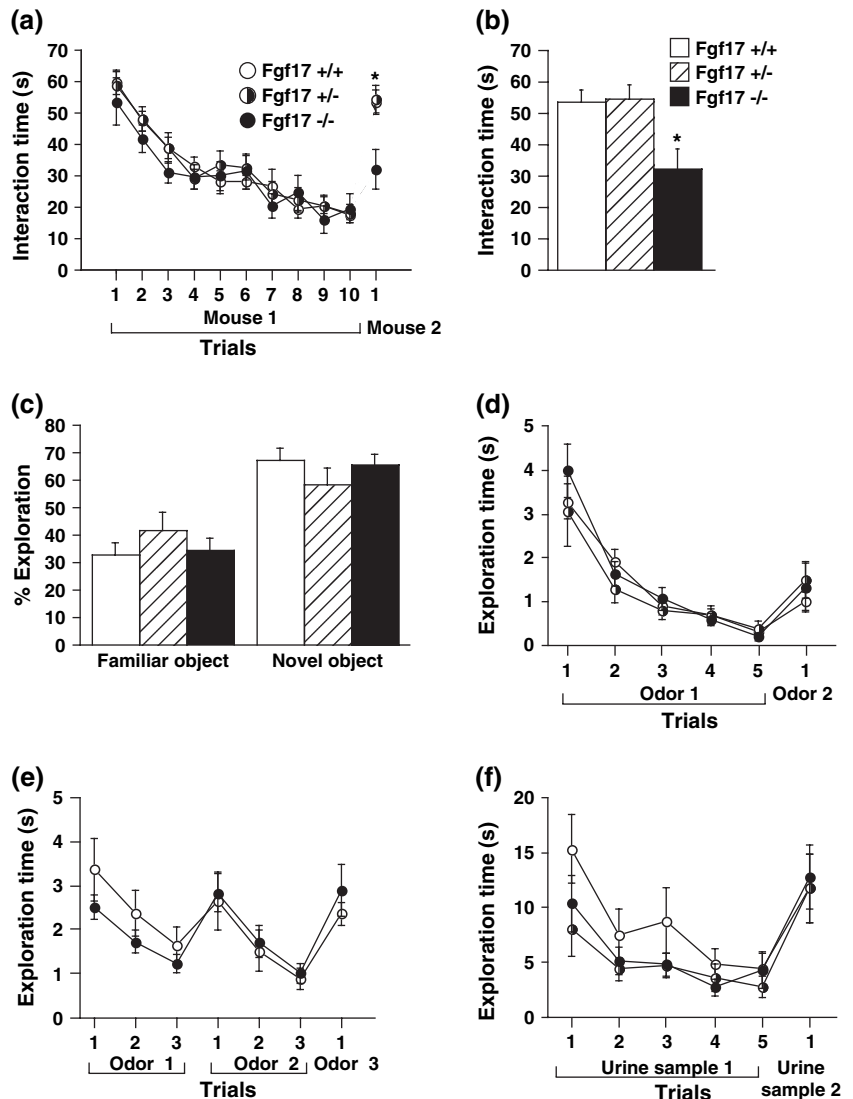 (a)
Interaction time (s)
70
60
50
40
30
20
10
0
Fgf17 +/+
Fgf17 +/-
Fgf17 -/-
*
1 2 3 4 5 6 7 8 9 10 1
Mouse 1
Mouse 2
Trials
(b)
Interaction time (s)
70
60
50
40
30
20
10
0
Fgf17 +/+
Fgf17 +/-
Fgf17 -/-
*
(c)
% Exploration
80
70
60
50
40
30
20
10
0
Familiar object Novel object
(d)
Exploration time (s)
5
4
3
2
1
0
1 2 3 4 5 1
Odor 1 Odor 2
Trials
(e)
Exploration time (s)
5
4
3
2
1
0
1 2 3 1 2 3 1
Odor 1 Odor 2 Odor 3
Trials
(f)
Exploration time (s)
20
15
10
5
0
1 2 3 4 5 1
Urine sample 1 Urine
Trials sample 2